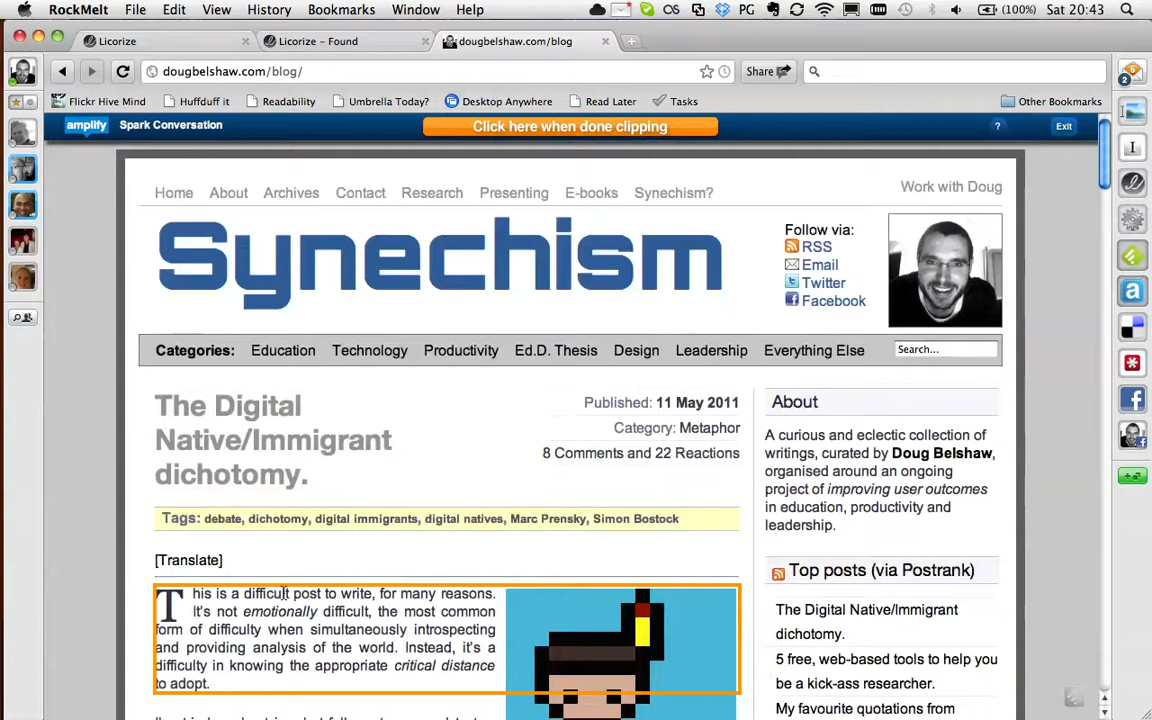 RockMelt File Edit View History Bookmarks Window Help PG (100%) Sat 20:43
Licorize Licorize - Found dougbelshaw.com/blog/
dougbelshaw.com/blog/ Share
Flickr Hive Mind Huffduff it Readability Umbrella Today? Desktop Anywhere Read Later Tasks Other Bookmarks
amplify Spark Conversation Click here when done clipping ? Exit
Home About Archives Contact Research Presenting E-books Synechism? Work with Doug
Synechism
Follow via:
RSS
Email
Twitter
Facebook
Categories: Education Technology Productivity Ed.D. Thesis Design Leadership Everything Else Search...
The Digital
Native/Immigrant
dichotomy.
Published: 11 May 2011
Category: Metaphor
8 Comments and 22 Reactions
Tags: debate, dichotomy, digital immigrants, digital natives, Marc Prensky, Simon Bostock
[Translate]
This is a difficult post to write, for many reasons.
It's not emotionally difficult, the most common
form of difficulty when simultaneously introspecting
and providing analysis of the world. Instead, it's a
difficulty in knowing the appropriate critical distance
to adopt.
About
A curious and eclectic collection of
writings, curated by Doug Belshaw,
organised around an ongoing
project of improving user outcomes
in education, productivity and
leadership.
Top posts (via Postrank)
The Digital Native/Immigrant
dichotomy.
5 free, web-based tools to help you
be a kick-ass researcher.
My favourite quotations from